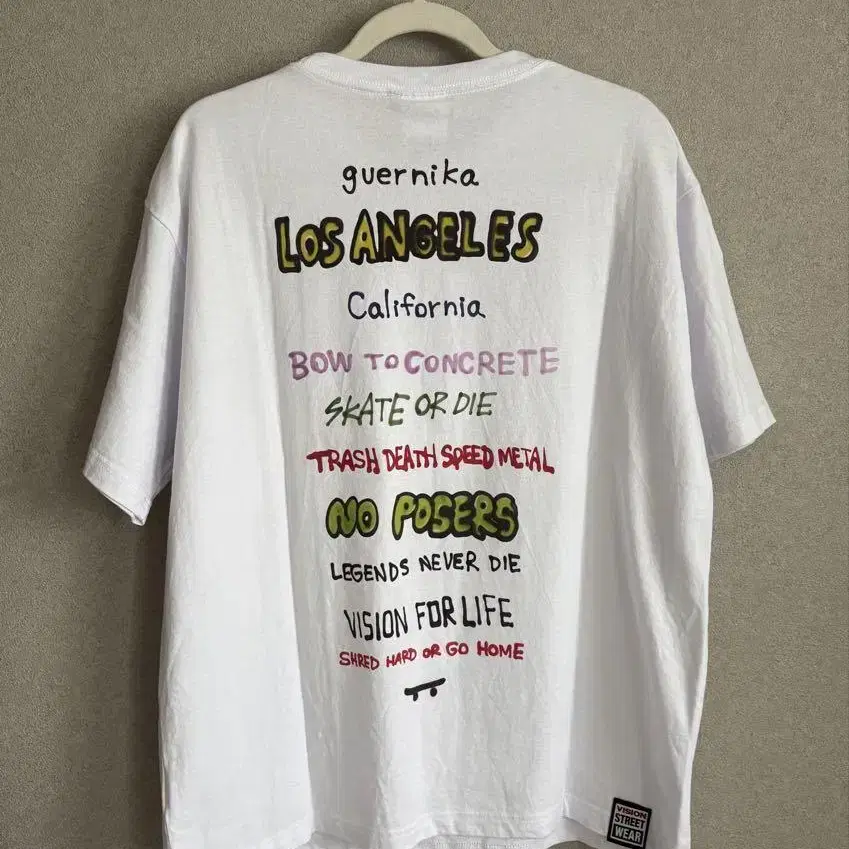 guernika
LOS ANGELES
California
BOW TO CONCRETE
SKATE OR DIE
TRASH DEATH SPEED METAL
NO POSERS
LEGENDS NEVER DIE
VISION FOR LIFE
SHRED HARD OR GO HOME
VISION
STREET
WEAR